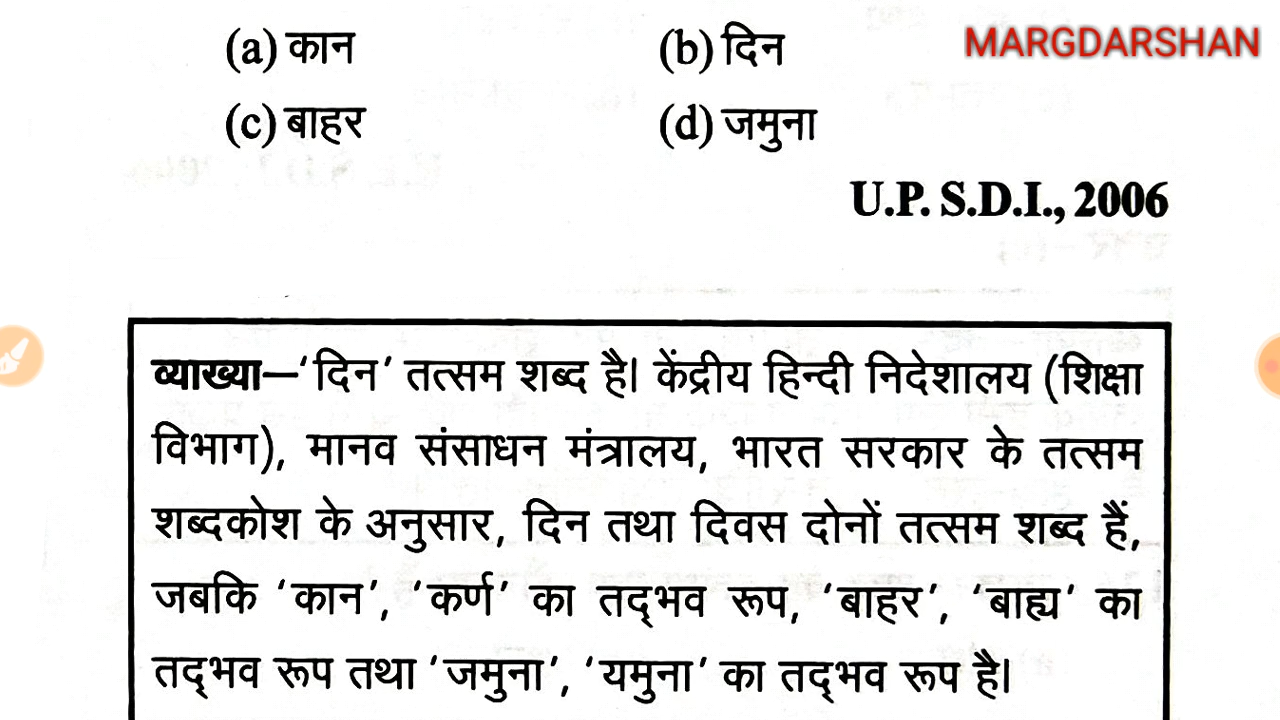 (a) कान (b) दिन MARGDARSHAN
(c) बाहर (d) जमुना
U.P. S.D.I., 2006
व्याख्या–‘दिन’ तत्सम शब्द है। केंद्रीय हिन्दी निदेशालय (शिक्षा
विभाग), मानव संसाधन मंत्रालय, भारत सरकार के तत्सम
शब्दकोश के अनुसार, दिन तथा दिवस दोनों तत्सम शब्द हैं,
जबकि ‘कान’, ‘कर्ण’ का तद्‌भव रूप, ‘बाहर’, ‘बाह्य’ का
तद्‌भव रूप तथा ‘जमुना’, ‘यमुना’ का तद्‌भव रूप है।